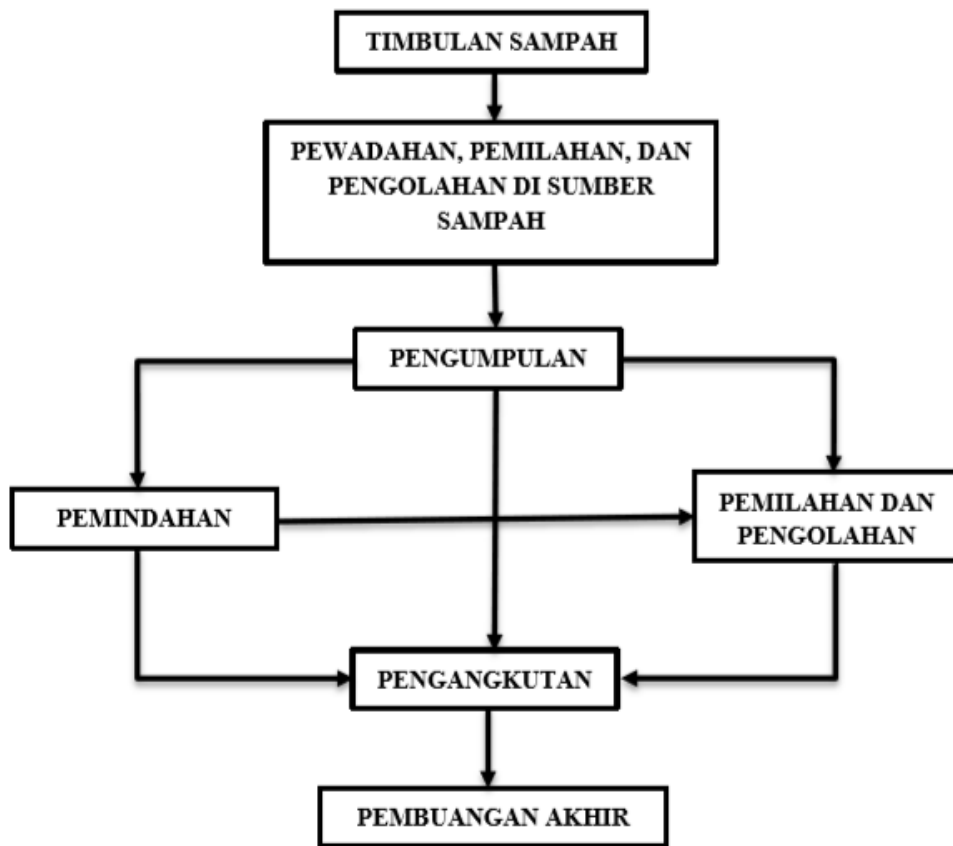 TIMBULAN SAMPAH
PEWADAHAN, PEMILAHAN, DAN
PENGOLAHAN DI SUMBER
SAMPAH
PENGUMPULAN
PEMINDAHAN
PEMILAHAN DAN
PENGOLAHAN
PENGANGKUTAN
PEMBUANGAN AKHIR